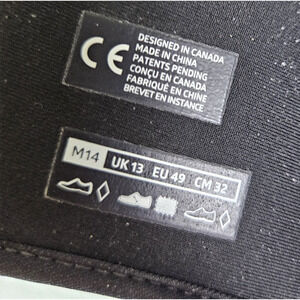 CE
DESIGNED IN CANADA
MADE IN CHINA
PATENTS PENDING
CONÇU EN CANADA
FABRIQUÉ EN CHINE
BREVET EN INSTANCE
M14 UK 13 EU 49 CM 32